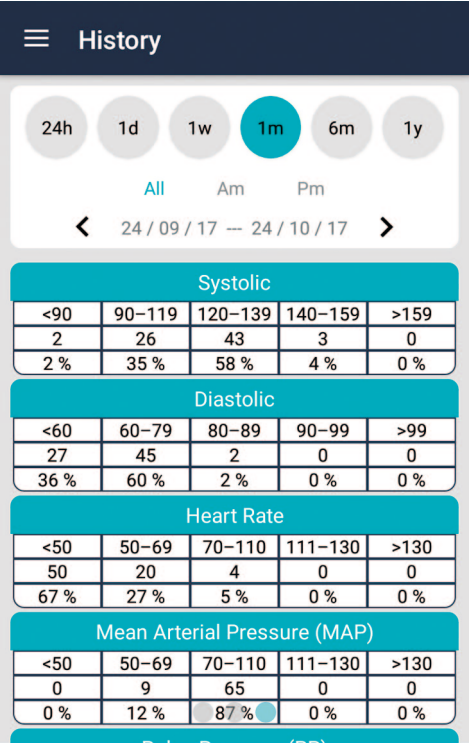 History
24h 1d 1w 1m 6m 1y
All Am Pm
24 / 09 / 17 --- 24 / 10 / 17
Systolic
<90 90–119 120–139 140–159 >159
2 26 43 3 0
2 % 35 % 58 % 4 % 0 %
Diastolic
<60 60–79 80–89 90–99 >99
27 45 2 0 0
36 % 60 % 2 % 0 % 0 %
Heart Rate
<50 50–69 70–110 111–130 >130
50 20 4 0 0
67 % 27 % 5 % 0 % 0 %
Mean Arterial Pressure (MAP)
<50 50–69 70–110 111–130 >130
0 9 65 0 0
0 % 12 % 87 % 0 % 0 %